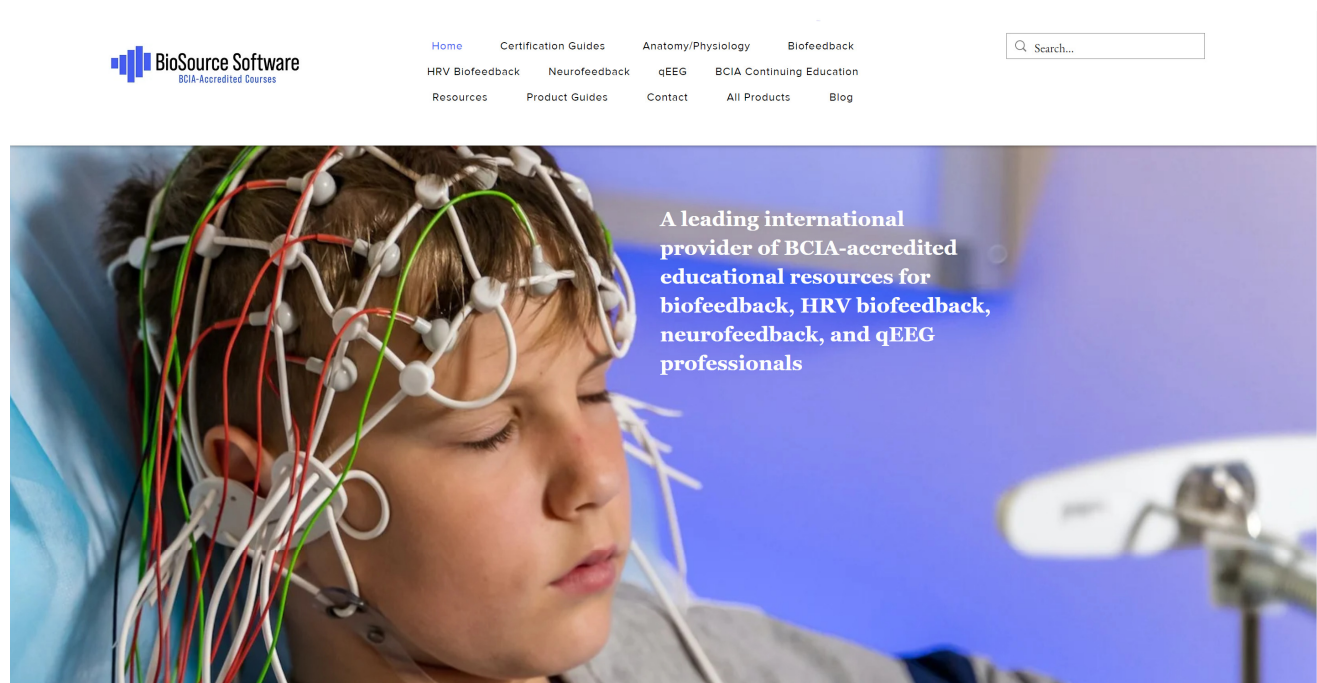 BioSource Software
BCIA-Accredited Courses
Home Certification Guides Anatomy/Physiology Biofeedback
HRV Biofeedback Neurofeedback qEEG BCIA Continuing Education
Resources Product Guides Contact All Products Blog
Search...
A leading international
provider of BCIA-accredited
educational resources for
biofeedback, HRV biofeedback,
neurofeedback, and qEEG
professionals